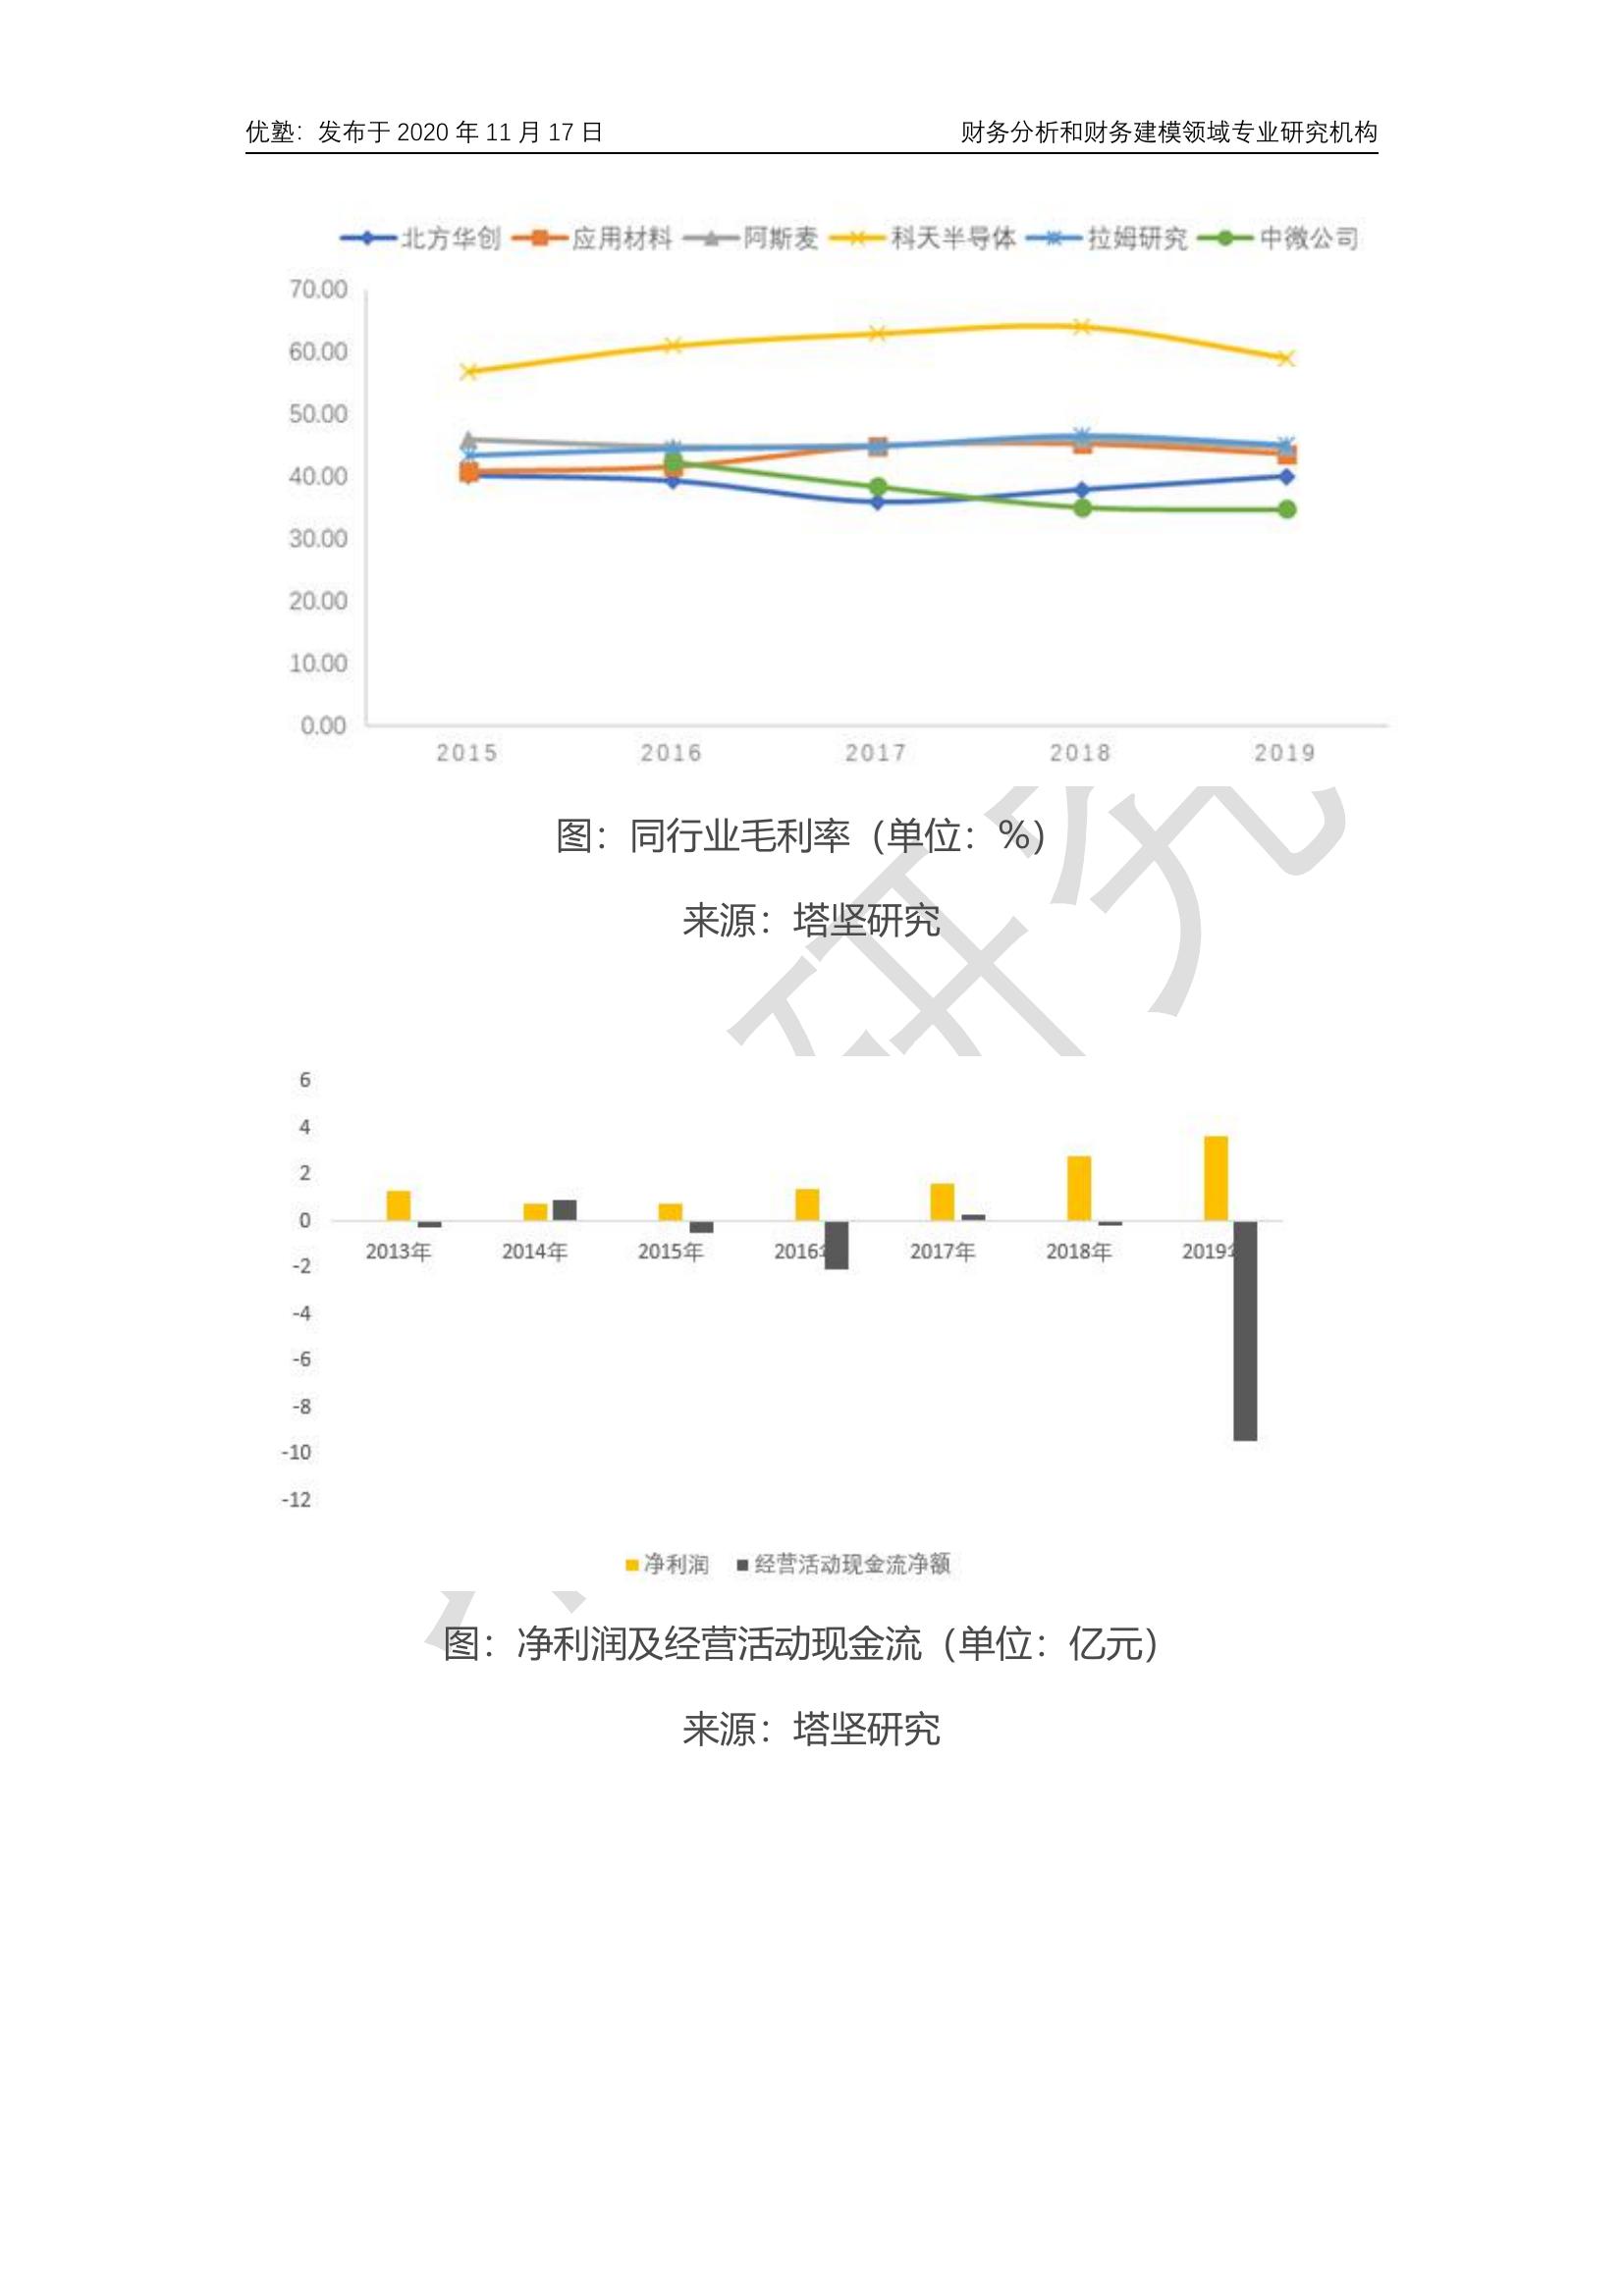 优塾：发布于 2020 年 11 月 17 日 财务分析和财务建模领域专业研究机构
北方华创 应用材料 阿斯麦 科天半导体 拉姆研究 中微公司
70.00
60.00
50.00
40.00
30.00
20.00
10.00
0.00
2015 2016 2017 2018 2019
图：同行业毛利率（单位：%）
来源：塔坚研究
6
4
2
0
2013年 2014年 2015年 2016 2017年 2018年 2019
-2
-4
-6
-8
-10
-12
净利润 经营活动现金流净额
图：净利润及经营活动现金流（单位：亿元）
来源：塔坚研究
研究